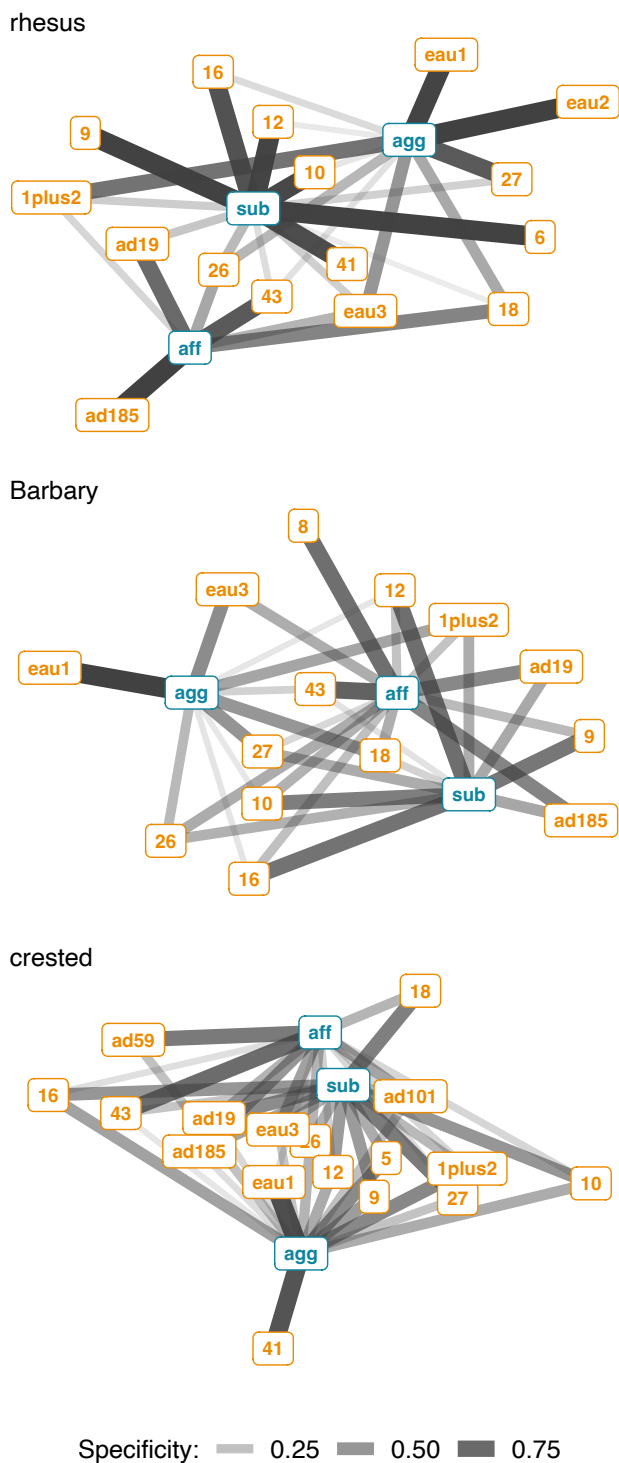 rhesus
eau1
16
eau2
12
9
agg
10
27
1plus2
sub
6
ad19
41
26
43
eau3
18
aff
ad185
Barbary
8
eau3
12
1plus2
eau1
ad19
43
agg
aff
9
27
18
sub
10
ad185
26
16
crested
18
aff
ad59
sub
16
ad101
43
ad19
eau3
26
ad185
5
1plus2
12
eau1
10
9
27
agg
41
Specificity: 0.25 0.50 0.75